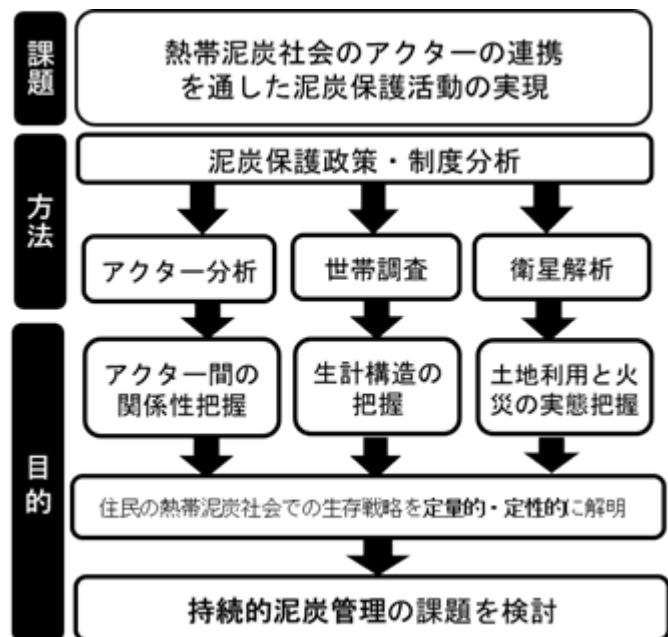 課題
熱帯泥炭社会のアクターの連携
を通した泥炭保護活動の実現
方法
泥炭保護政策・制度分析
アクター分析
世帯調査
衛星解析
目的
アクター間の
関係性把握
生計構造の
把握
土地利用と火
災の実態把握
住民の熱帯泥炭社会での生存戦略を定量的・定性的に解明
持続的泥炭管理の課題を検討